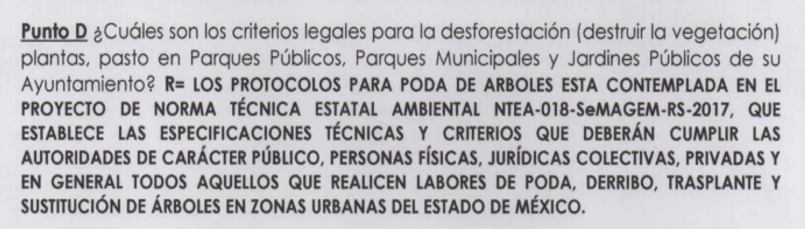 Punto D ¿Cuáles son los criterios legales para la desforestación (destruir la vegetación)
plantas, pasto en Parques Públicos, Parques Municipales y Jardines Públicos de su
Ayuntamiento? R= LOS PROTOCOLOS PARA PODA DE ARBOLES ESTA CONTEMPLADA EN EL
PROYECTO DE NORMA TÉCNICA ESTATAL AMBIENTAL NTEA-018-SeMAGEM-RS-2017, QUE
ESTABLECE LAS ESPECIFICACIONES TÉCNICAS Y CRITERIOS QUE DEBERÁN CUMPLIR LAS
AUTORIDADES DE CARÁCTER PÚBLICO, PERSONAS FÍSICAS, JURÍDICAS COLECTIVAS, PRIVADAS Y
EN GENERAL TODOS AQUELLOS QUE REALICEN LABORES DE PODA, DERRIBO, TRASPLANTE Y
SUSTITUCIÓN DE ÁRBOLES EN ZONAS URBANAS DEL ESTADO DE MÉXICO.